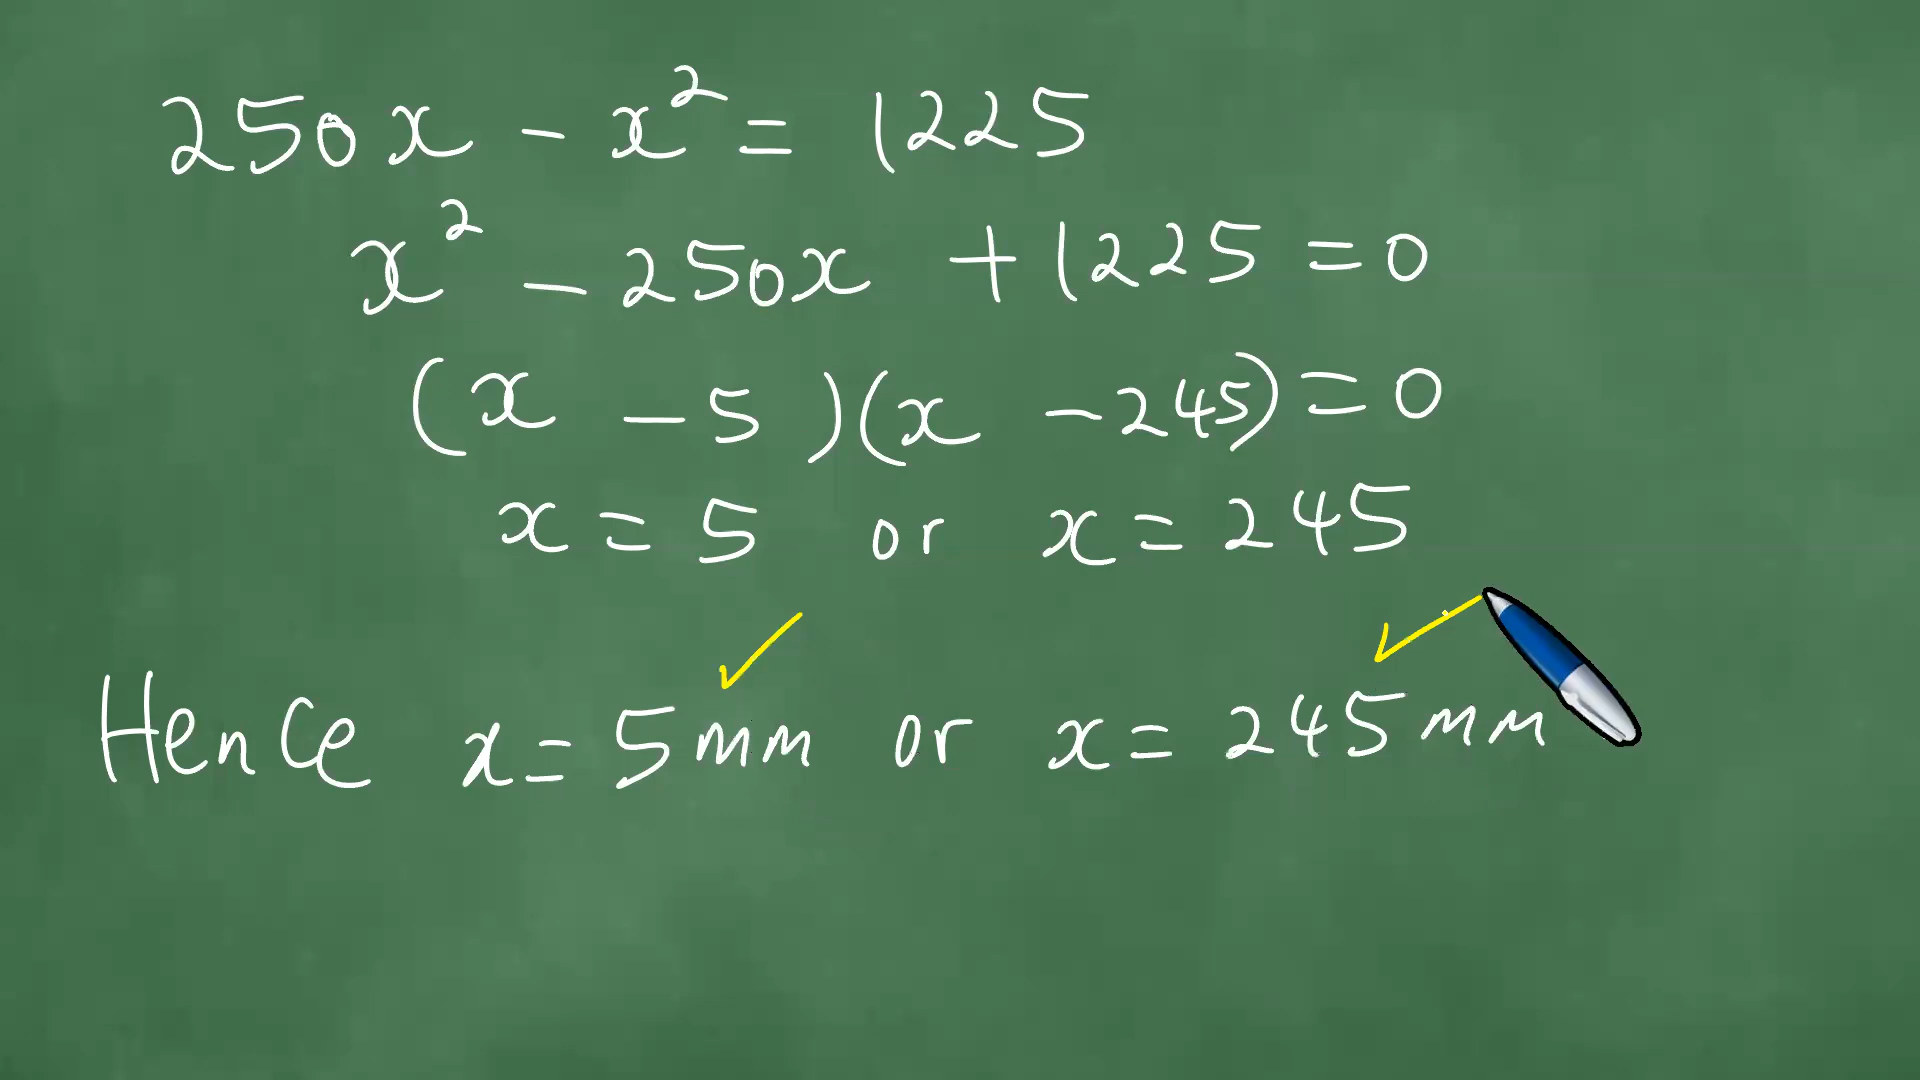 250x - x² = 1225
x² - 250x + 1225 = 0
(x - 5)(x - 245) = 0
x = 5 or x = 245
Hence x = 5mm or x = 245mm